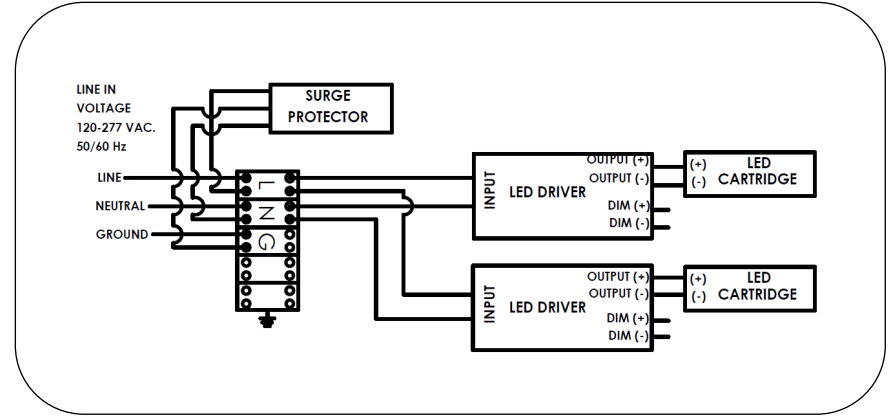 LINE IN
VOLTAGE
120-277 VAC.
50/60 Hz
SURGE
PROTECTOR
LINE
NEUTRAL
GROUND
L
N
G
INPUT
LED DRIVER
OUTPUT (+)
OUTPUT (-)
DIM (+)
DIM (-)
(+) LED
(-) CARTRIDGE
INPUT
LED DRIVER
OUTPUT (+)
OUTPUT (-)
DIM (+)
DIM (-)
(+) LED
(-) CARTRIDGE